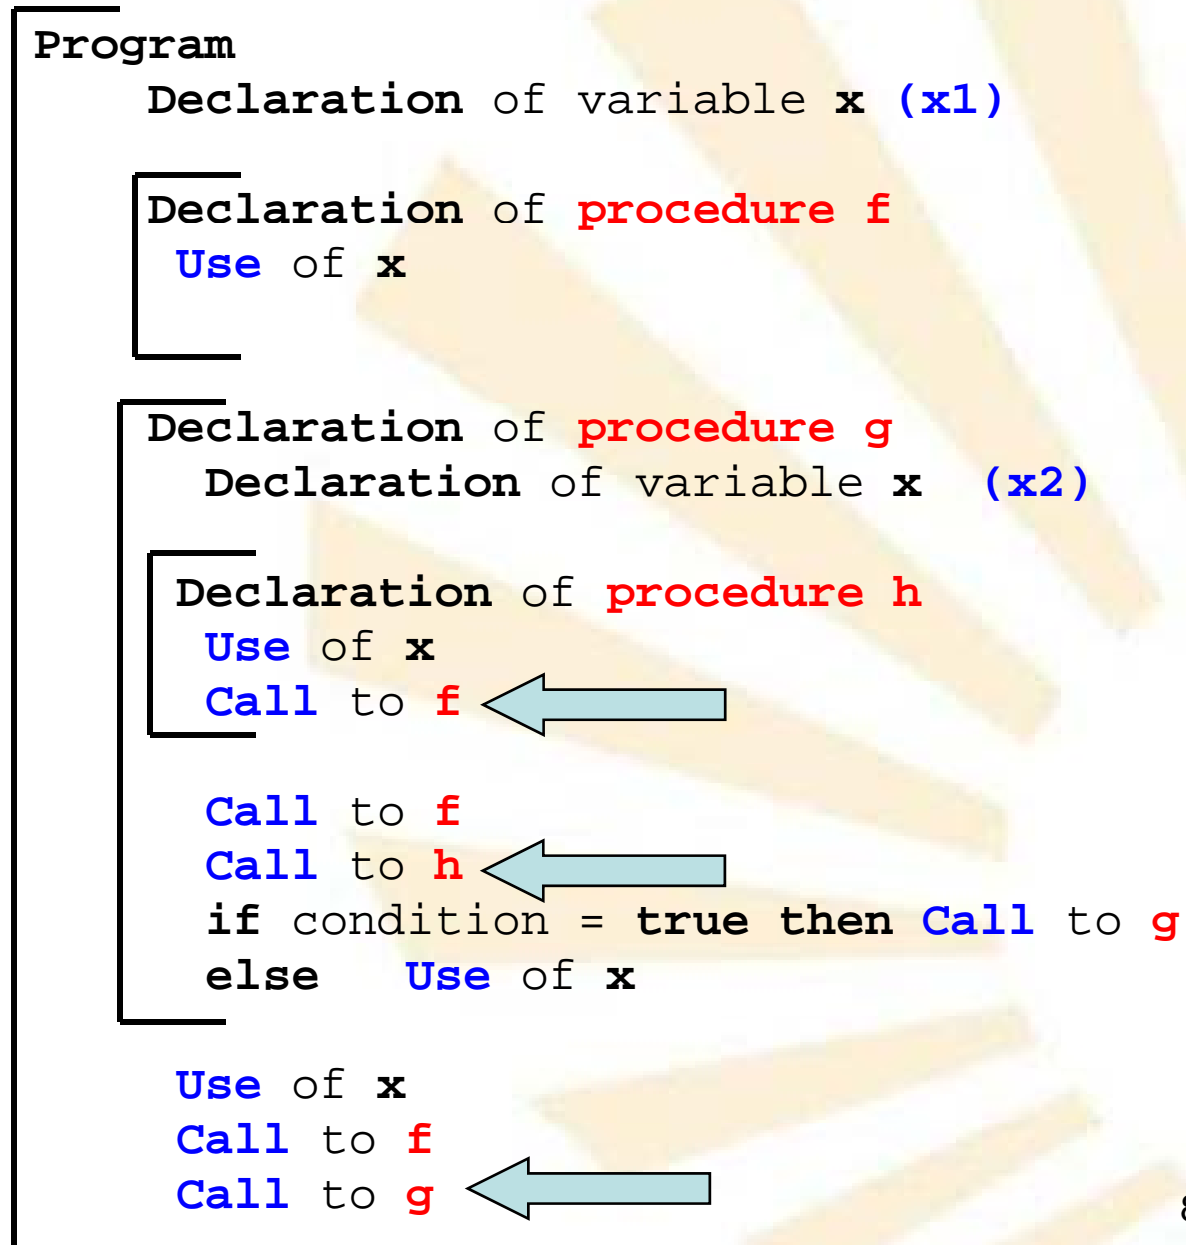 Program
Declaration of variable x (x1)
Declaration of procedure f
Use of x
Declaration of procedure g
Declaration of variable x (x2)
Declaration of procedure h
Use of x
Call to f
Call to f
Call to h
if condition = true then Call to g
else Use of x
Use of x
Call to f
Call to g